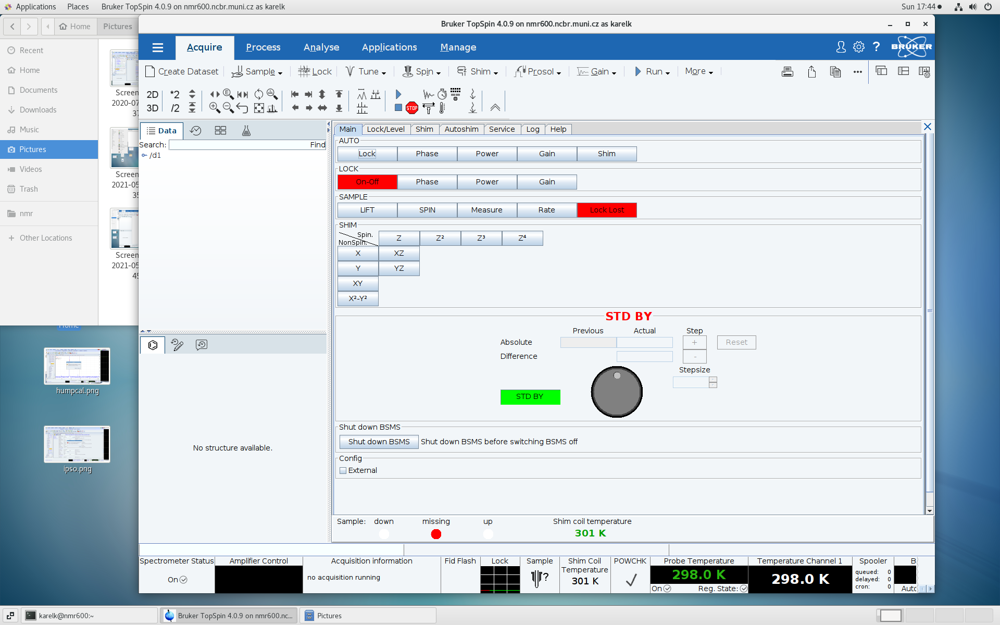 Applications Places Bruker TopSpin 4.0.9 on nmr600.ncbr.muni.cz as karelk Sun 17:44
Home Pictures
Recent
Home
Documents
Downloads
Music
Pictures
Videos
Trash
nmr
Other Locations
Screen
2020-07
37
Screen
2021-05
35
Screen
2021-05
45
Home
humpcal.png
ipso.png
Bruker TopSpin 4.0.9 on nmr600.ncbr.muni.cz as karelk
Acquire Process Analyse Applications Manage
? BRUKER
Create Dataset Sample Lock Tune Spin Shim Prosol Gain Run More
2D *2
3D /2
STOP
Data
Search: Find
/d1
No structure available.
Main Lock/Level Shim Autoshim Service Log Help
AUTO
Lock Phase Power Gain Shim
LOCK
On-Off Phase Power Gain
SAMPLE
LIFT SPIN Measure Rate Lock Lost
SHIM
Spin.
NonSpin.
Z Z² Z³ Z⁴
X XZ
Y YZ
XY
X²-Y²
STD BY
Previous Actual Step
Absolute + Reset
Difference -
Stepsize
STD BY
Shut down BSMS
Shut down BSMS Shut down BSMS before switching BSMS off
Config
External
Sample: down missing up Shim coil temperature
301 K
Spectrometer Status Amplifier Control Acquisition information Fid Flash Lock Sample Shim Coil Temperature POWCHK Probe Temperature Temperature Channel 1 Spooler B
On no acquisition running ? 301 K 298.0 K 298.0 K
queued: 0
delayed: 0
cron: 0
On Reg. State: Auto
karelk@nmr600:~ Bruker TopSpin 4.0.9 on nmr600.nc... Pictures